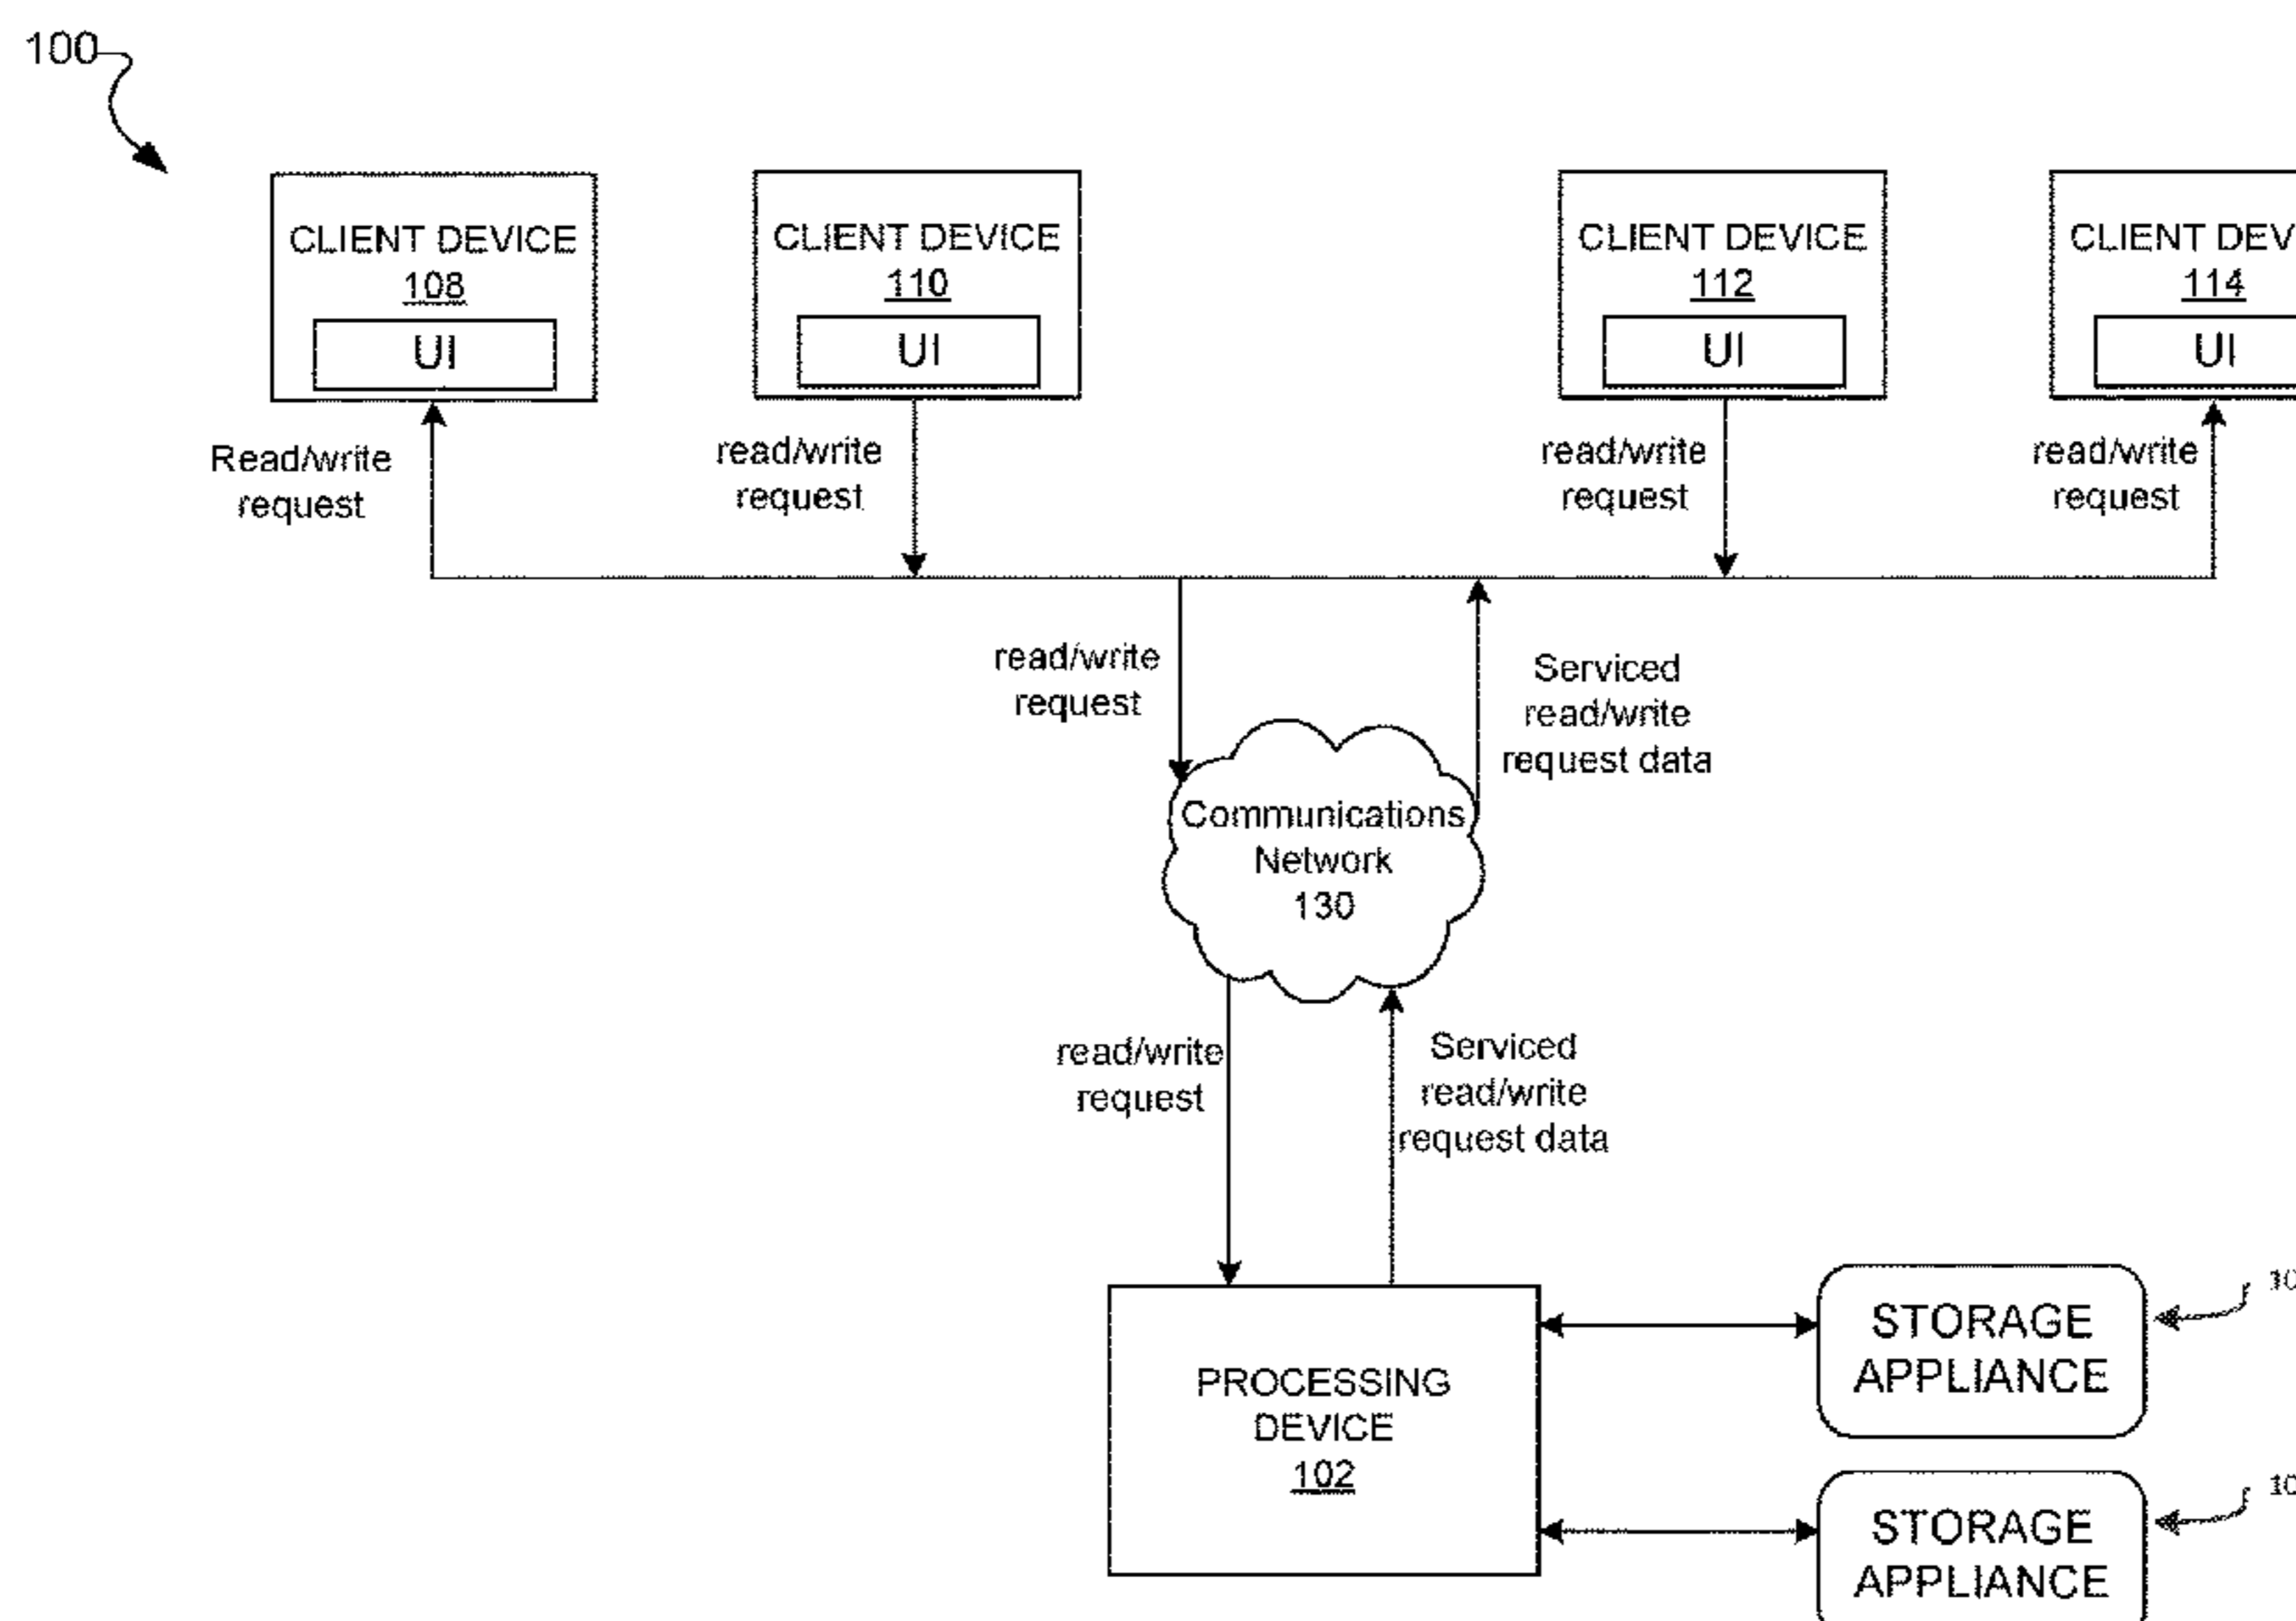 100
CLIENT DEVICE
108
UI
CLIENT DEVICE
110
UI
CLIENT DEVICE
112
UI
CLIENT DEV
114
UI
Read/write
request
read/write
request
read/write
request
read/write
request
read/write
request
Serviced
read/write
request data
Communications
Network
130
read/write
request
Serviced
read/write
request data
PROCESSING
DEVICE
102
STORAGE
APPLIANCE
10
STORAGE
APPLIANCE
10